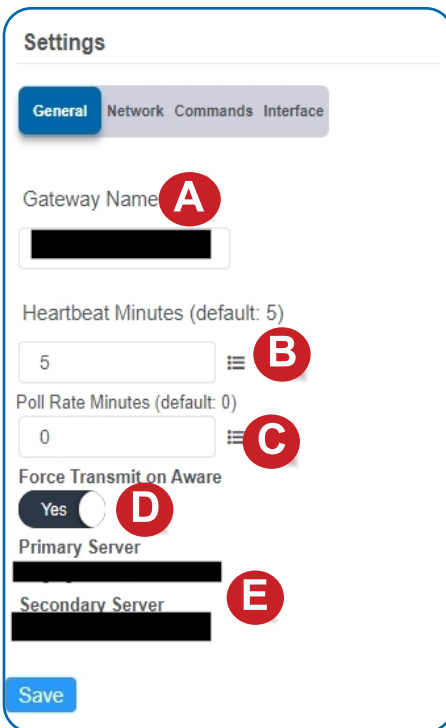 Settings
General Network Commands Interface
Gateway Name A
Heartbeat Minutes (default: 5)
5 B
Poll Rate Minutes (default: 0)
0 C
Force Transmit on Aware
Yes D
Primary Server
E
Secondary Server
Save